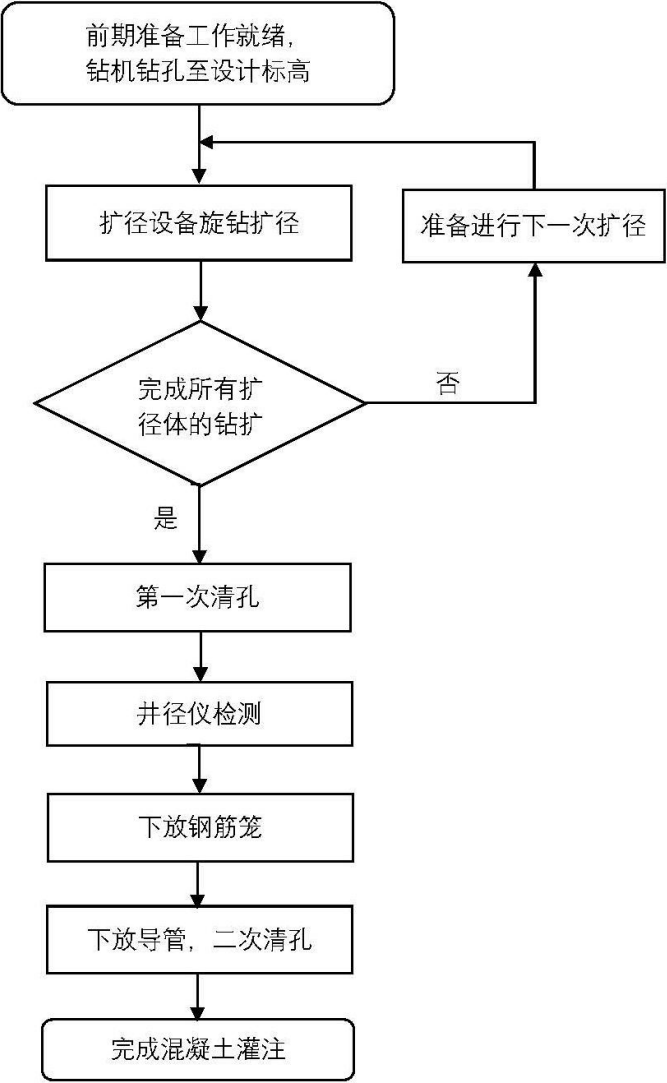 前期准备工作就绪，
钻机钻孔至设计标高
扩径设备旋钻扩径
准备进行下一次扩径
完成所有扩
径体的钻扩
否
是
第一次清孔
井径仪检测
下放钢筋笼
下放导管，二次清孔
完成混凝土灌注